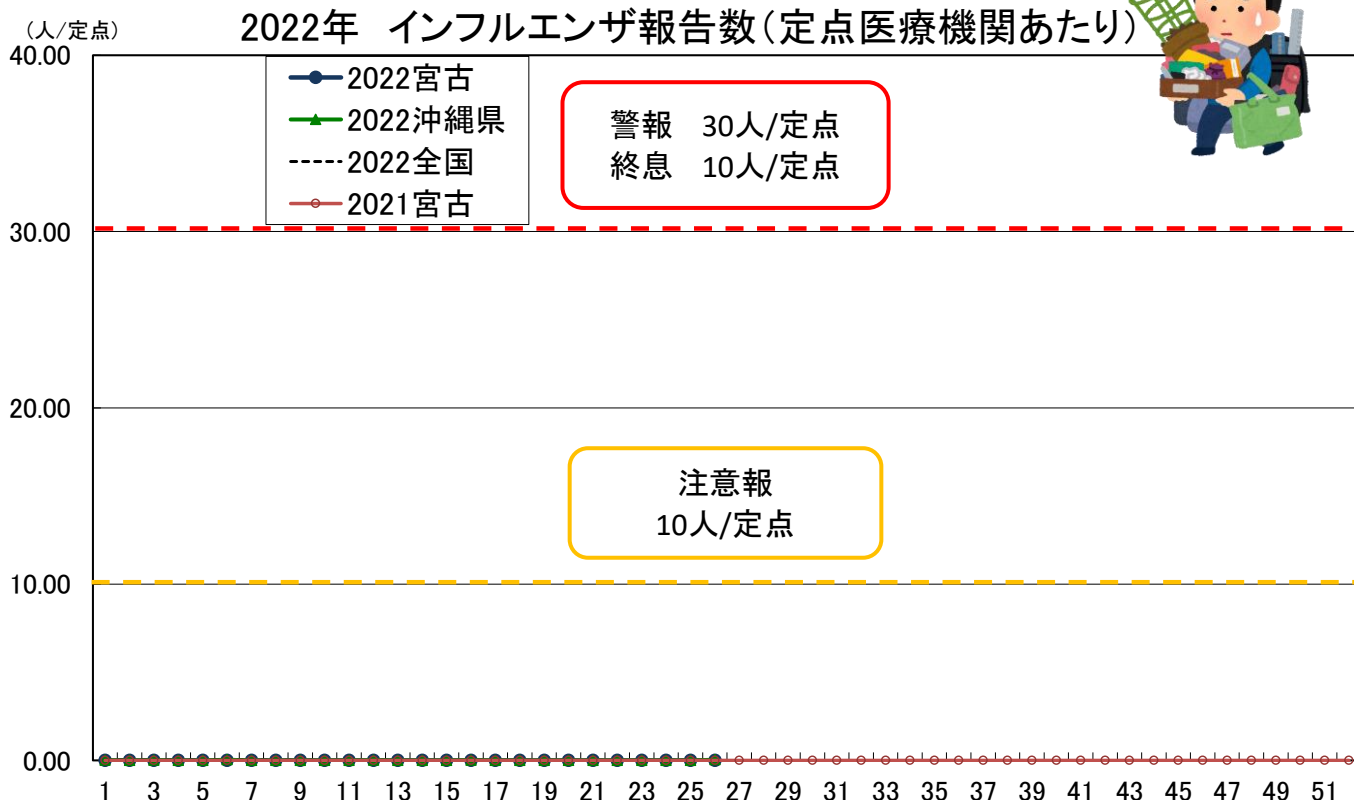 2022年　インフルエンザ報告数（定点医療機関あたり）
（人/定点）
40.00
30.00
20.00
10.00
0.00
2022宮古
2022沖縄県
2022全国
2021宮古
警報　30人/定点
終息　10人/定点
注意報
10人/定点
1 3 5 7 9 11 13 15 17 19 21 23 25 27 29 31 33 35 37 39 41 43 45 47 49 51